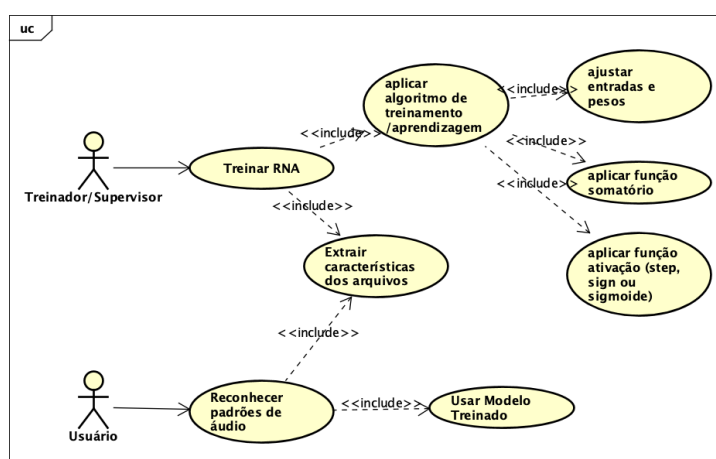 uc
aplicar
algoritmo de
treinamento
/aprendizagem
<<include>>
ajustar
entradas e
pesos
<<include>>
Treinar RNA
<<include>>
aplicar função
somatório
<<include>>
Treinador/Supervisor
<<include>>
Extrair
características
dos arquivos
aplicar função
ativação (step,
sign ou
sigmoide)
<<include>>
Reconhecer
padrões de
áudio
<<include>>
Usar Modelo
Treinado
Usuário